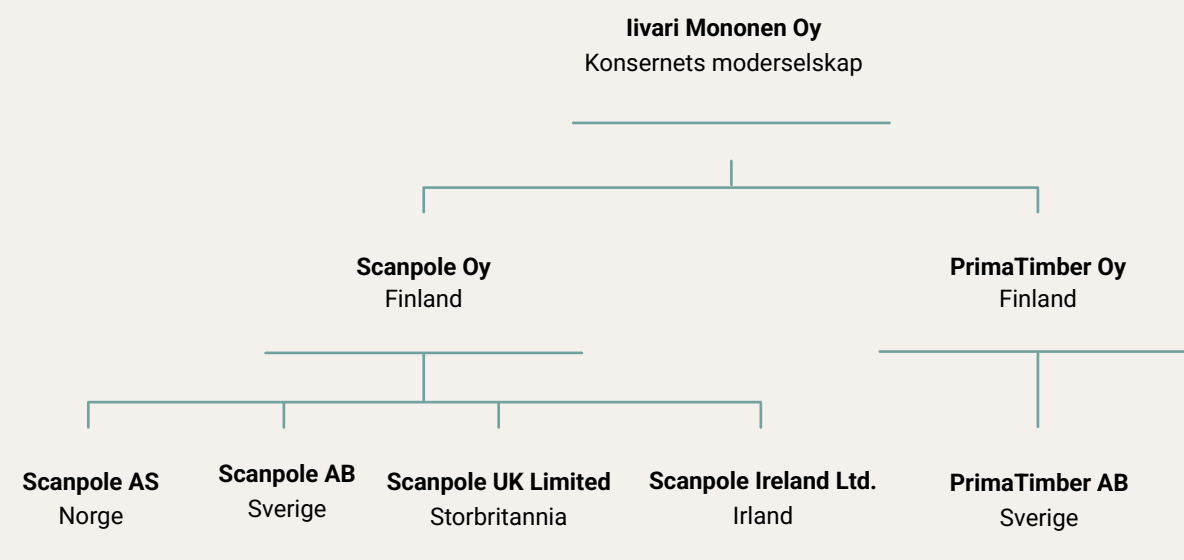 Iivari Mononen Oy
Konsernets moderselskap
Scanpole Oy
Finland
PrimaTimber Oy
Finland
Scanpole AS
Norge
Scanpole AB
Sverige
Scanpole UK Limited
Storbritannia
Scanpole Ireland Ltd.
Irland
PrimaTimber AB
Sverige